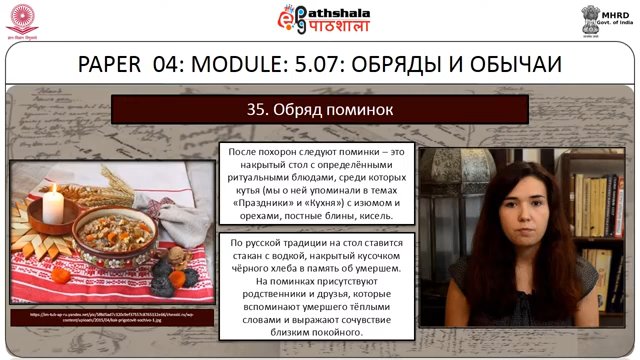 Pathshala
पाठशाला
MHRD
Govt. of India
PAPER 04: MODULE: 5.07: ОБРЯДЫ И ОБЫЧАИ
35. Обряд поминок
После похорон следуют поминки – это
накрытый стол с определёнными
ритуальными блюдами, среди которых
кутья (мы о ней упоминали в темах
«Праздники» и «Кухня») с изюмом и
орехами, постные блины, кисель.
По русской традиции на стол ставится
стакан с водкой, накрытый кусочком
чёрного хлеба в память об умершем.
На поминках присутствуют
родственники и друзья, которые
вспоминают умершего тёплыми
словами и выражают сочувствие
близким покойного.